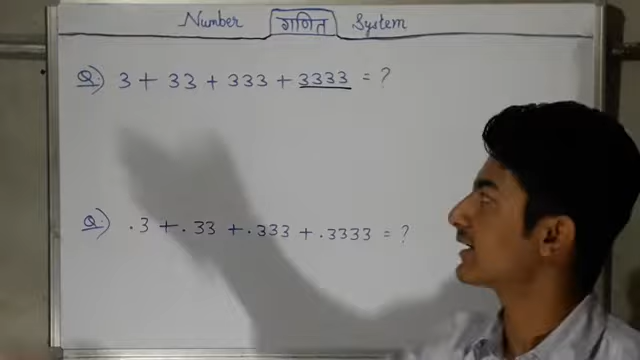 Number गणित System
Q.) 3 + 33 + 333 + 3333 = ?
Q.) .3 + .33 + .333 + .3333 = ?